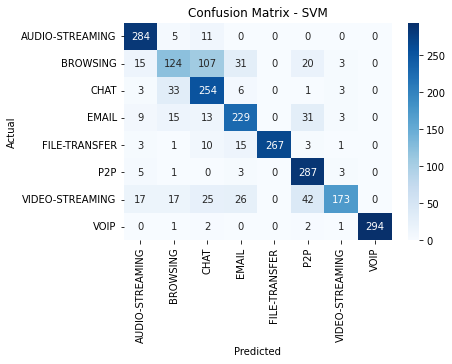 Confusion Matrix - SVM
Actual
AUDIO-STREAMING 284 5 11 0 0 0 0 0
BROWSING 15 124 107 31 0 20 3 0
CHAT 3 33 254 6 0 1 3 0
EMAIL 9 15 13 229 0 31 3 0
FILE-TRANSFER 3 1 10 15 267 3 1 0
P2P 5 1 0 3 0 287 3 0
VIDEO-STREAMING 17 17 25 26 0 42 173 0
VOIP 0 1 2 0 0 2 1 294
AUDIO-STREAMING BROWSING CHAT EMAIL FILE-TRANSFER P2P VIDEO-STREAMING VOIP
Predicted
250
200
150
100
50
0